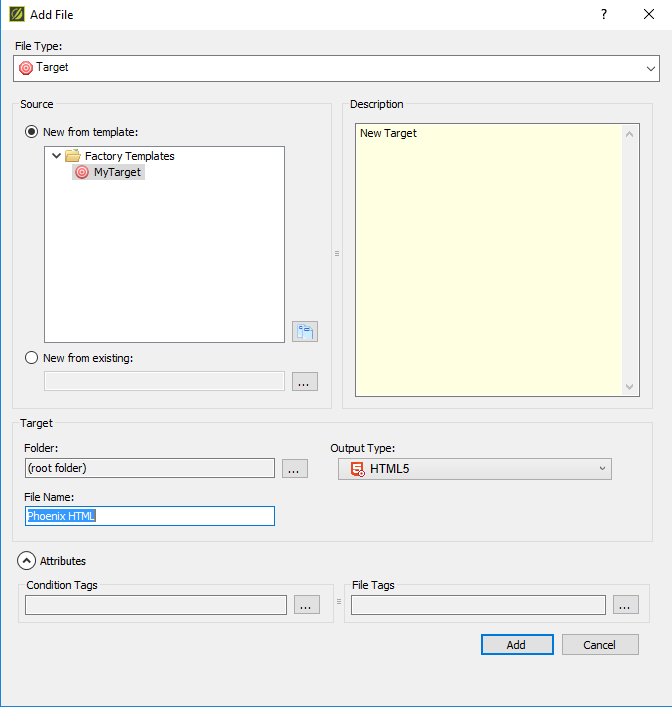 Add File
?
File Type:
Target
Source
New from template:
Factory Templates
MyTarget
New from existing:
...
Description
New Target
Target
Folder:
(root folder)
...
Output Type:
HTML5
File Name:
Phoenix HTML
Attributes
Condition Tags
...
File Tags
...
Add
Cancel